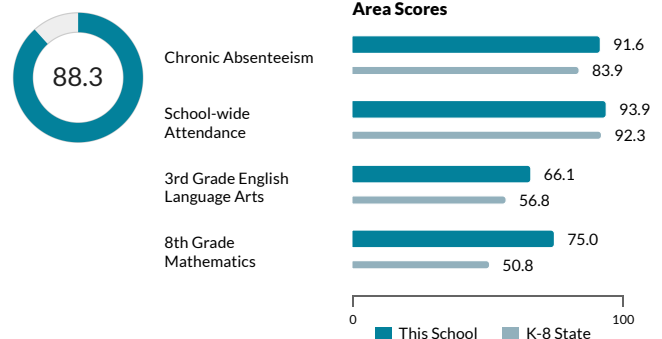 Area Scores
88.3
Chronic Absenteeism
91.6
83.9
School-wide
Attendance
93.9
92.3
3rd Grade English
Language Arts
66.1
56.8
8th Grade
Mathematics
75.0
50.8
0
100
This School
K-8 State